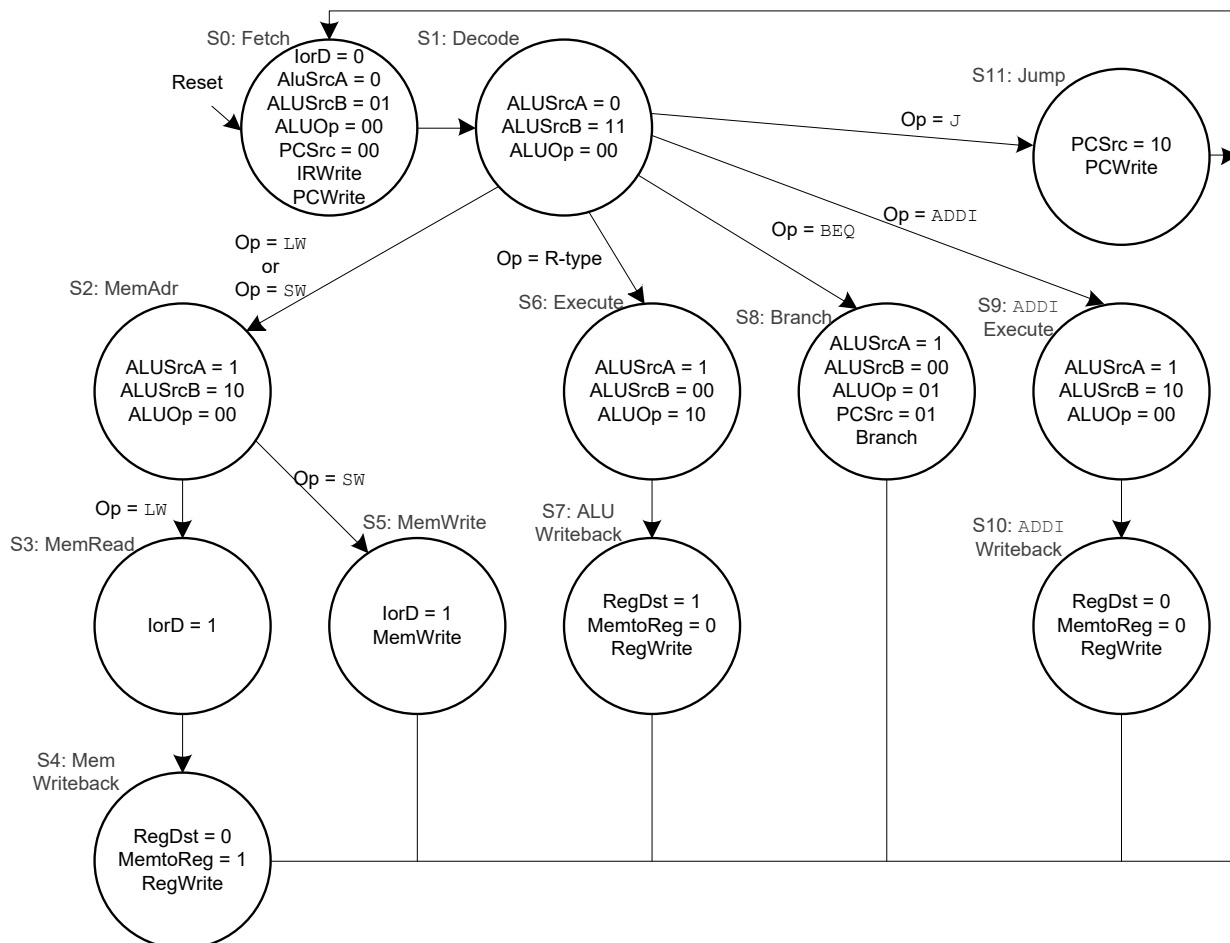 S0: Fetch
IorD = 0
AluSrcA = 0
ALUSrcB = 01
ALUOp = 00
PCSrc = 00
IRWrite
PCWrite
Reset
S1: Decode
ALUSrcA = 0
ALUSrcB = 11
ALUOp = 00
S11: Jump
Op = J
PCSrc = 10
PCWrite
Op = LW
or
Op = SW
Op = R-type
Op = BEQ
Op = ADDI
S2: MemAdr
ALUSrcA = 1
ALUSrcB = 10
ALUOp = 00
S6: Execute
ALUSrcA = 1
ALUSrcB = 00
ALUOp = 10
S8: Branch
ALUSrcA = 1
ALUSrcB = 00
ALUOp = 01
PCSrc = 01
Branch
S9: ADDI
Execute
ALUSrcA = 1
ALUSrcB = 10
ALUOp = 00
Op = LW
Op = SW
S3: MemRead
IorD = 1
S5: MemWrite
IorD = 1
MemWrite
S7: ALU
Writeback
RegDst = 1
MemtoReg = 0
RegWrite
S10: ADDI
Writeback
RegDst = 0
MemtoReg = 0
RegWrite
S4: Mem
Writeback
RegDst = 0
MemtoReg = 1
RegWrite